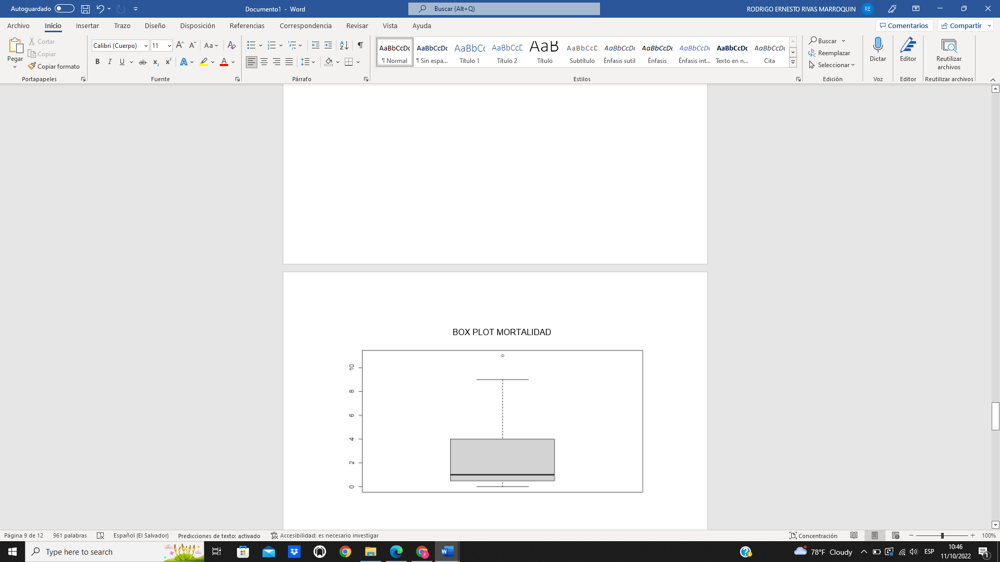 Autoguardado
Documento1 - Word
Buscar (Alt+Q)
RODRIGO ERNESTO RIVAS MARROQUIN
RE
Archivo Inicio Insertar Trazo Diseño Disposición Referencias Correspondencia Revisar Vista Ayuda
Comentarios
Compartir
Pegar
Cortar
Copiar
Copiar formato
Portapapeles
Calibri (Cuerpo)
11
Fuente
Párrafo
AaBbCcDc AaBbCcDc AaBbC( AaBbCcD AaB AaBbCcD AaBbCcDc AaBbCcDc AaBbCcDc AaBbCcDc AaBbCcDc
¶ Normal ¶ Sin espa... Título 1 Título 2 Título Subtítulo Énfasis sutil Énfasis Énfasis int... Texto en n... Cita
Estilos
Buscar
Reemplazar
Seleccionar
Edición
Dictar
Voz
Editor
Editor
Reutilizar
archivos
Reutilizar archivos
BOX PLOT MORTALIDAD
10
8
6
4
2
0
Página 9 de 12 961 palabras Español (El Salvador) Predicciones de texto: activado Accesibilidad: es necesario investigar
Concentración
100%
Type here to search
78°F Cloudy
ESP
10:46
11/10/2022
1